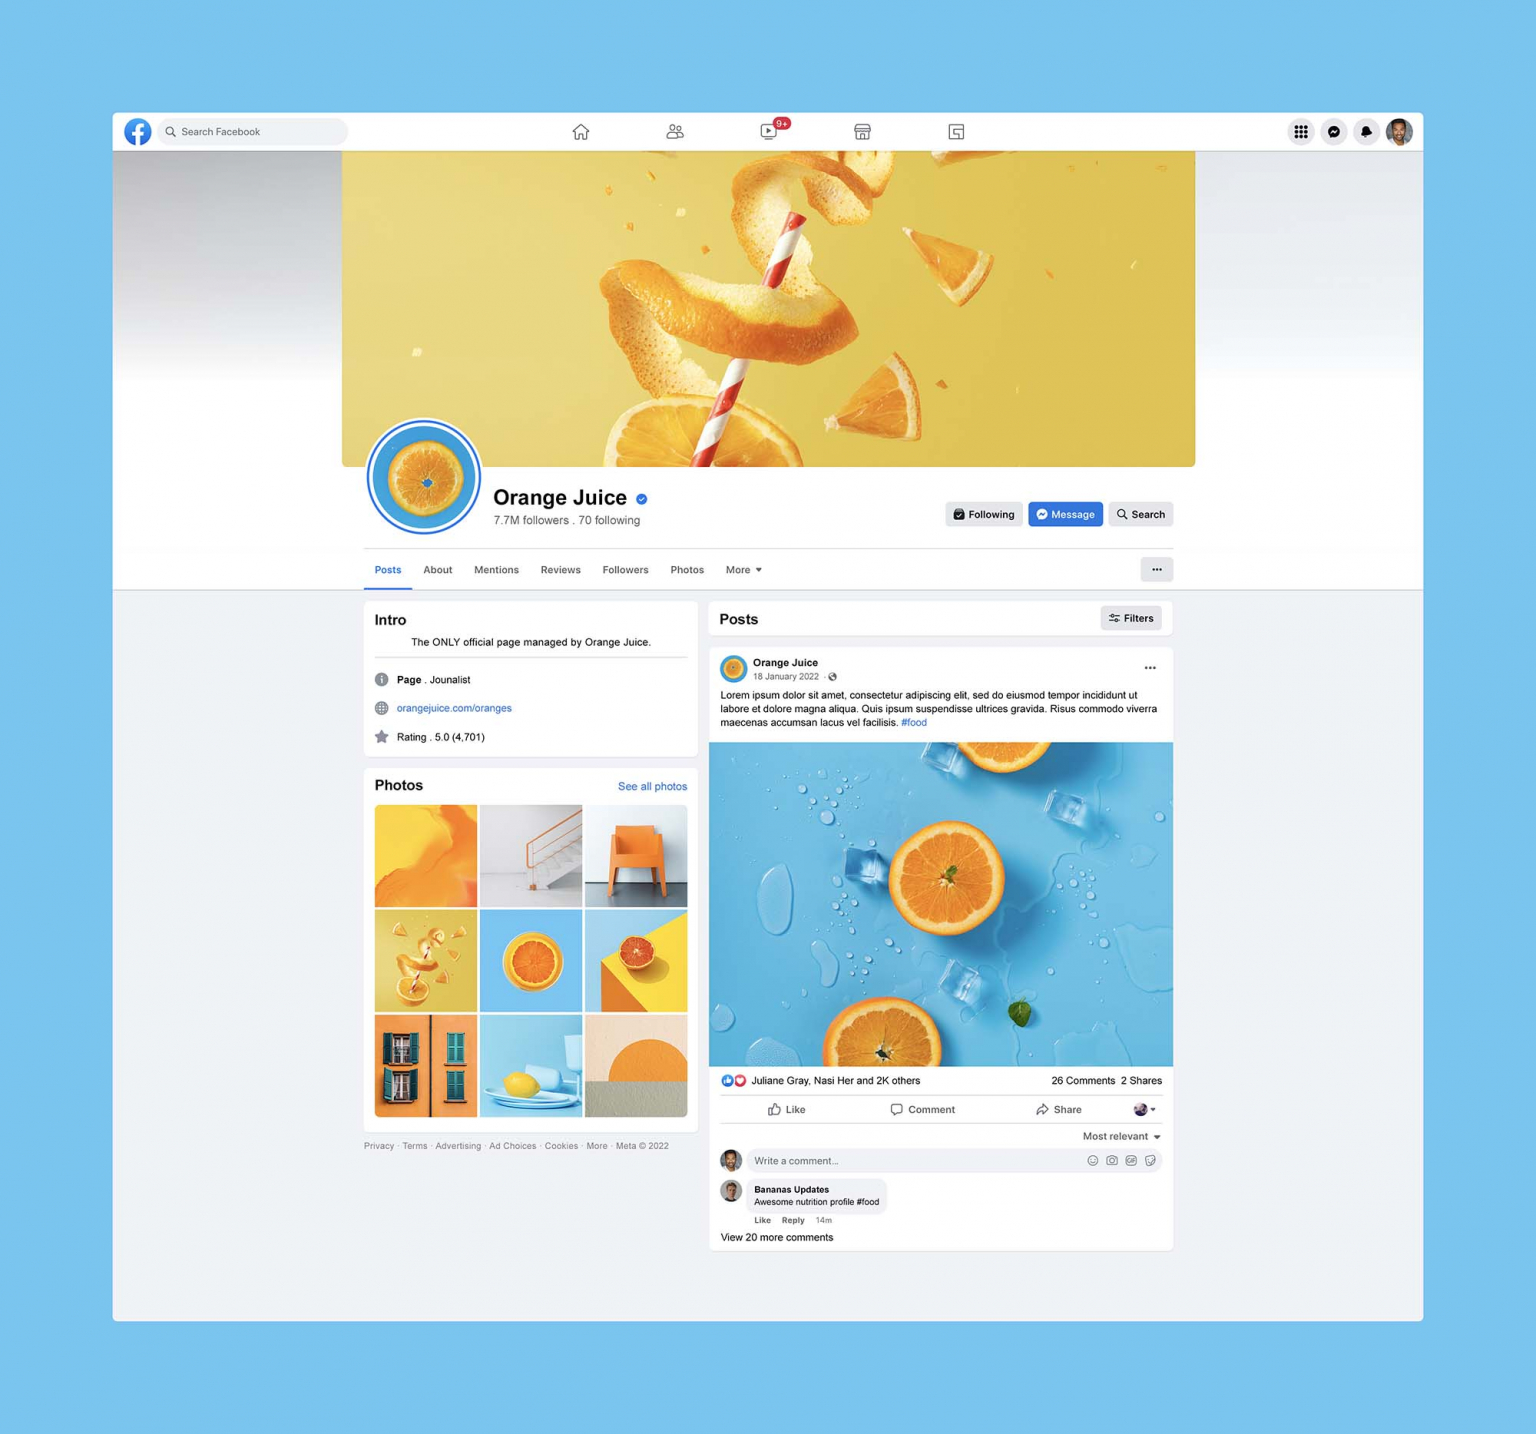 Search Facebook
9+
Orange Juice
7.7M followers . 70 following
Following
Message
Search
Posts
About
Mentions
Reviews
Followers
Photos
More
Intro
The ONLY official page managed by Orange Juice.
Page . Jounalist
orangejuice.com/oranges
Rating . 5.0 (4,701)
Photos
See all photos
Privacy · Terms · Advertising · Ad Choices · Cookies · More · Meta © 2022
Posts
Filters
Orange Juice
18 January 2022 ·
Lorem ipsum dolor sit amet, consectetur adipiscing elit, sed do eiusmod tempor incididunt ut
labore et dolore magna aliqua. Quis ipsum suspendisse ultrices gravida. Risus commodo viverra
maecenas accumsan lacus vel facilisis. #food
Juliane Gray, Nasi Her and 2K others
26 Comments 2 Shares
Like
Comment
Share
Most relevant
Write a comment...
GIF
Bananas Updates
Awesome nutrition profile #food
Like Reply 14m
View 20 more comments